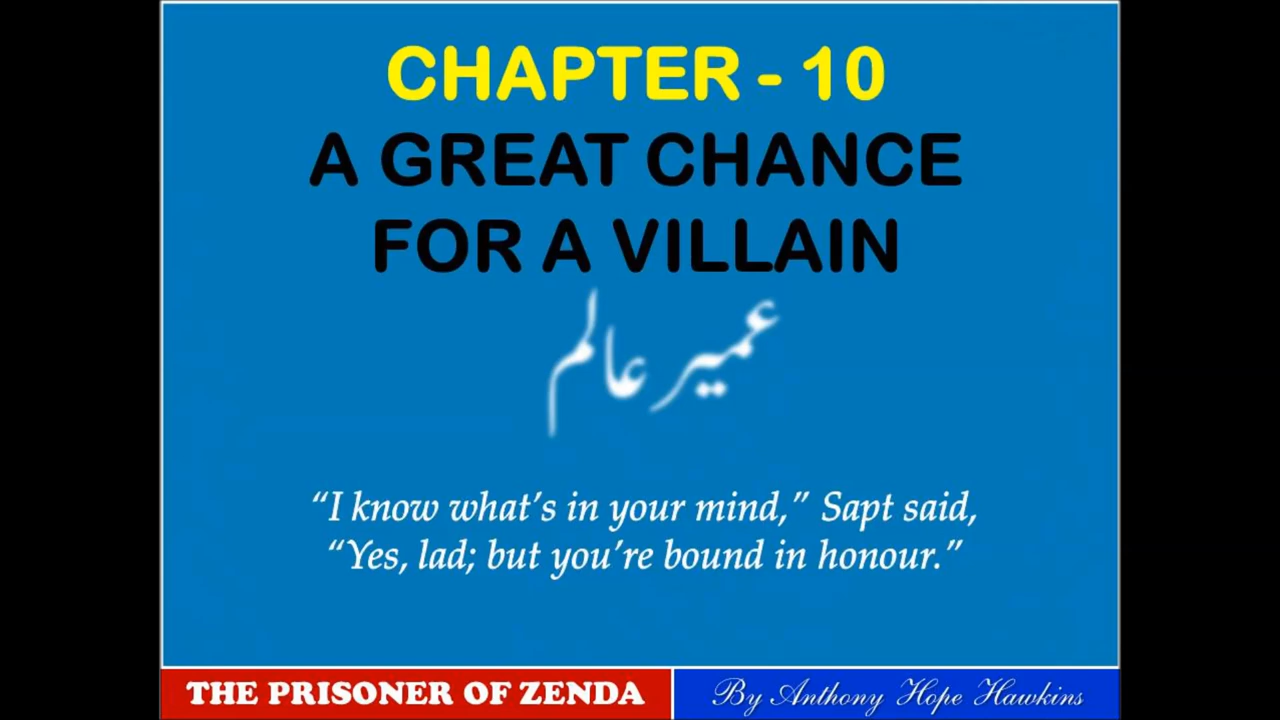 CHAPTER - 10
A GREAT CHANCE
FOR A VILLAIN
عمیر عالم
“I know what’s in your mind,” Sapt said,
“Yes, lad; but you’re bound in honour.”
THE PRISONER OF ZENDA
By Anthony Hope Hawkins